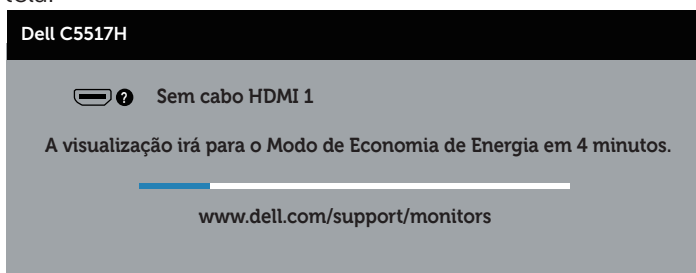 tela.
Dell C5517H
Sem cabo HDMI 1
A visualização irá para o Modo de Economia de Energia em 4 minutos.
www.dell.com/support/monitors